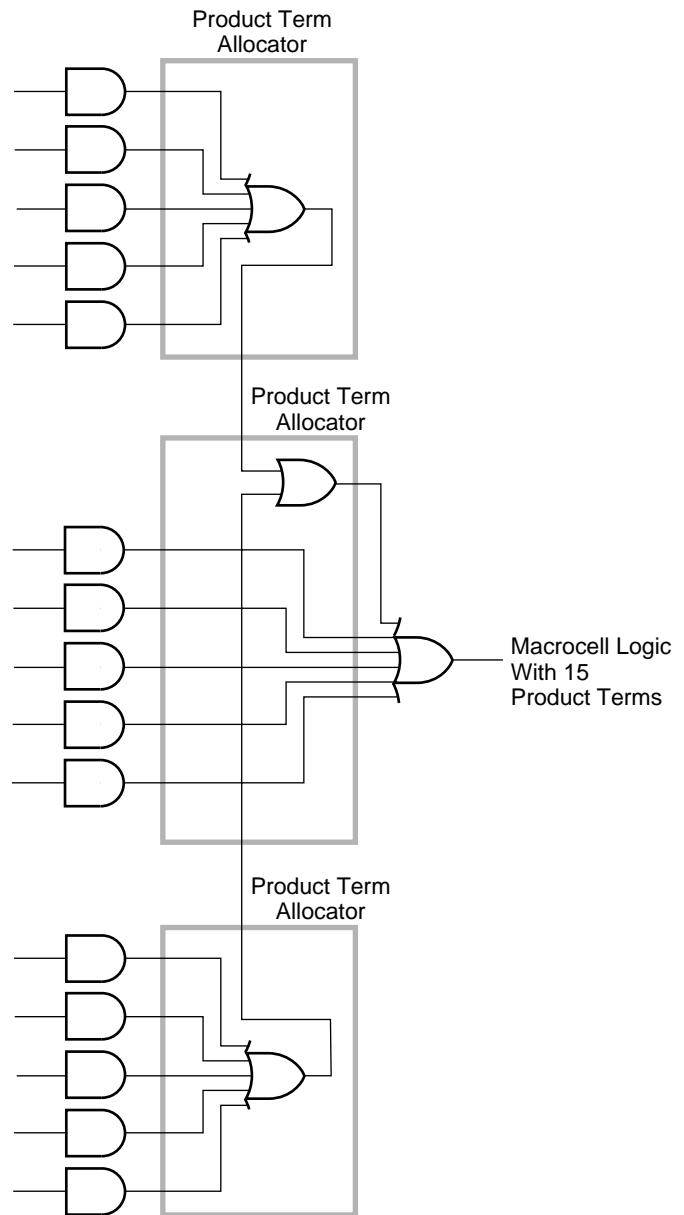 Product Term
Allocator
Product Term
Allocator
Macrocell Logic
With 15
Product Terms
Product Term
Allocator